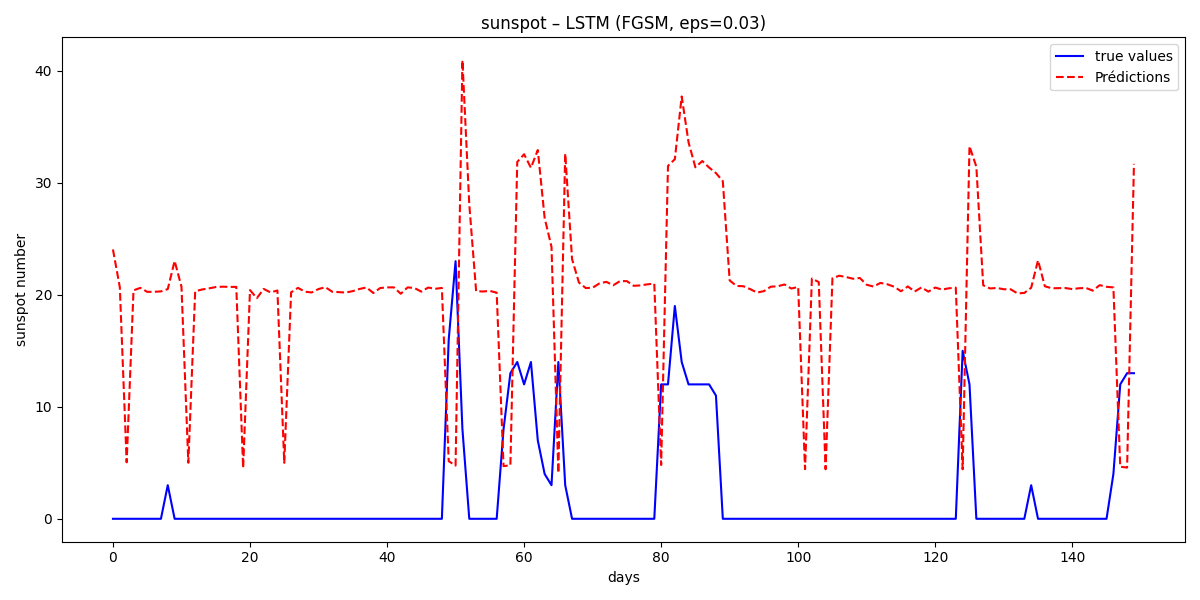 sunspot – LSTM (FGSM, eps=0.03)
true values
Prédictions
sunspot number
40
30
20
10
0
0 20 40 60 80 100 120 140
days